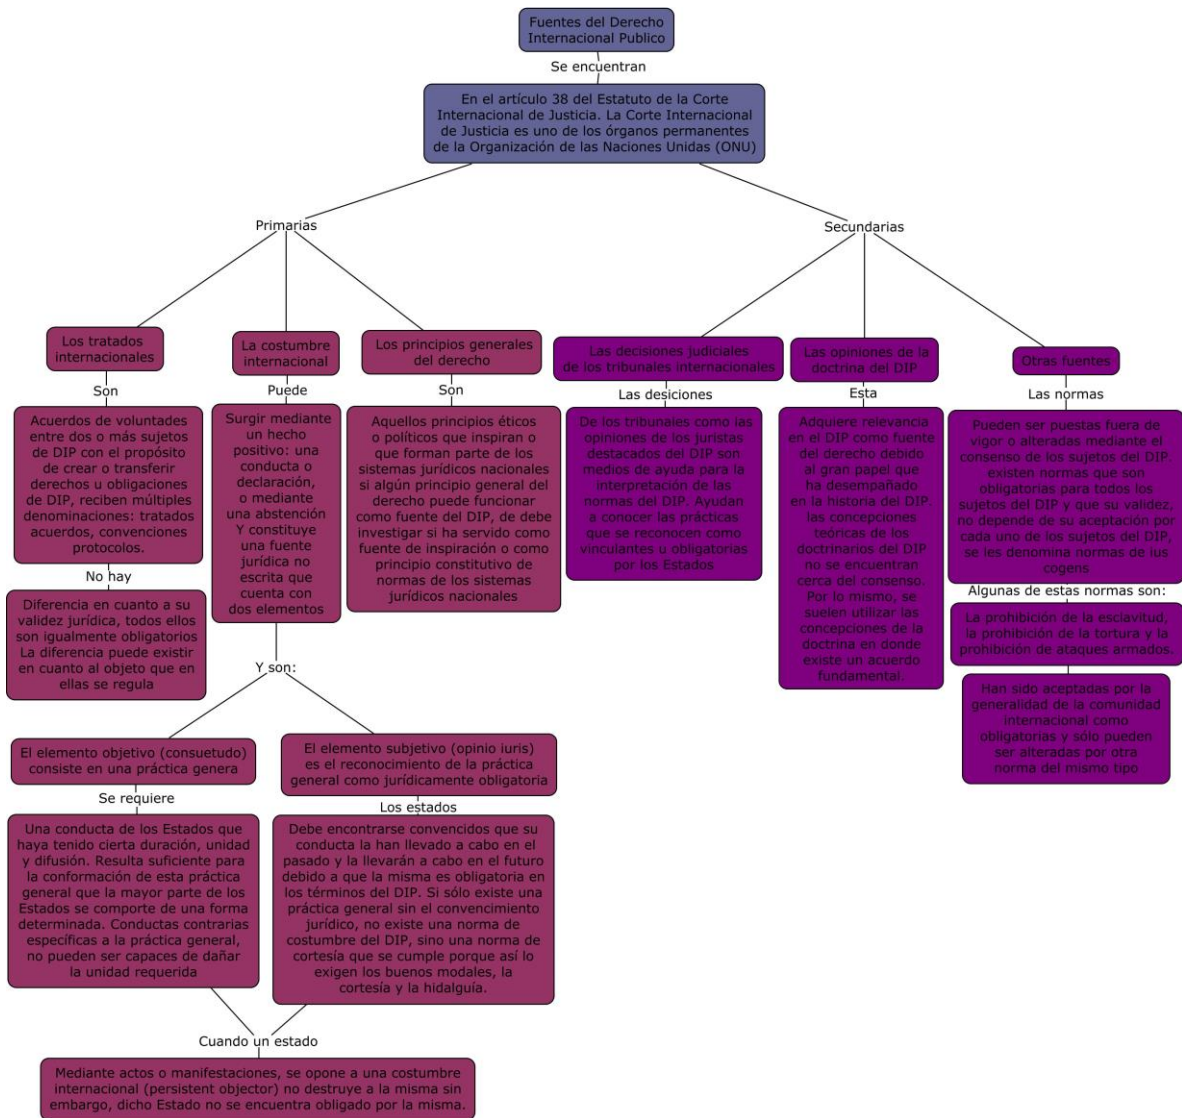 Fuentes del Derecho
Internacional Publico
Se encuentran
En el artículo 38 del Estatuto de la Corte
Internacional de Justicia. La Corte Internacional
de Justicia es uno de los órganos permanentes
de la Organización de las Naciones Unidas (ONU)
Primarias
Secundarias
Los tratados
internacionales
Son
Acuerdos de voluntades
entre dos o más sujetos
de DIP con el propósito
de crear o transferir
derechos u obligaciones
de DIP, reciben múltiples
denominaciones: tratados
acuerdos, convenciones
protocolos.
No hay
Diferencia en cuanto a su
validez jurídica, todos ellos
son igualmente obligatorios
La diferencia puede existir
en cuanto al objeto que en
ellas se regula
La costumbre
internacional
Puede
Surgir mediante
un hecho
positivo: una
conducta o
declaración,
o mediante
una abstención
Y constituye
una fuente
jurídica no
escrita que
cuenta con
dos elementos
Y son:
El elemento objetivo (consuetudo)
consiste en una práctica genera
Se requiere
Una conducta de los Estados que
haya tenido cierta duración, unidad
y difusión. Resulta suficiente para
la conformación de esta práctica
general que la mayor parte de los
Estados se comporte de una forma
determinada. Conductas contrarias
específicas a la práctica general,
no pueden ser capaces de dañar
la unidad requerida
El elemento subjetivo (opinio iuris)
es el reconocimiento de la práctica
general como jurídicamente obligatoria
Los estados
Debe encontrarse convencidos que su
conducta la han llevado a cabo en el
pasado y la llevarán a cabo en el futuro
debido a que la misma es obligatoria en
los términos del DIP. Si sólo existe una
práctica general sin el convencimiento
jurídico, no existe una norma de
costumbre del DIP, sino una norma de
cortesía que se cumple porque así lo
exigen los buenos modales, la
cortesía y la hidalguía.
Cuando un estado
Mediante actos o manifestaciones, se opone a una costumbre
internacional (persistent objector) no destruye a la misma sin
embargo, dicho Estado no se encuentra obligado por la misma.
Los principios generales
del derecho
Son
Aquellos principios éticos
o políticos que inspiran o
que forman parte de los
sistemas jurídicos nacionales
si algún principio general del
derecho puede funcionar
como fuente del DIP, de debe
investigar si ha servido como
fuente de inspiración o como
principio constitutivo de
normas de los sistemas
jurídicos nacionales
Las decisiones judiciales
de los tribunales internacionales
Las desiciones
De los tribunales como las
opiniones de los juristas
destacados del DIP son
medios de ayuda para la
interpretación de las
normas del DIP. Ayudan
a conocer las prácticas
que se reconocen como
vinculantes u obligatorias
por los Estados
Las opiniones de la
doctrina del DIP
Esta
Adquiere relevancia
en el DIP como fuente
del derecho debido
al gran papel que
ha desempañado
en la historia del DIP.
las concepciones
teóricas de los
doctrinarios del DIP
no se encuentran
cerca del consenso.
Por lo mismo, se
suelen utilizar las
concepciones de la
doctrina en donde
existe un acuerdo
fundamental.
Otras fuentes
Las normas
Pueden ser puestas fuera de
vigor o alteradas mediante el
consenso de los sujetos del DIP.
existen normas que son
obligatorias para todos los
sujetos del DIP y que su validez,
no depende de su aceptación por
cada uno de los sujetos del DIP,
se les denomina normas de ius
cogens
Algunas de estas normas son:
La prohibición de la esclavitud,
la prohibición de la tortura y la
prohibición de ataques armados.
Han sido aceptadas por la
generalidad de la comunidad
internacional como
obligatorias y sólo pueden
ser alteradas por otra
norma del mismo tipo